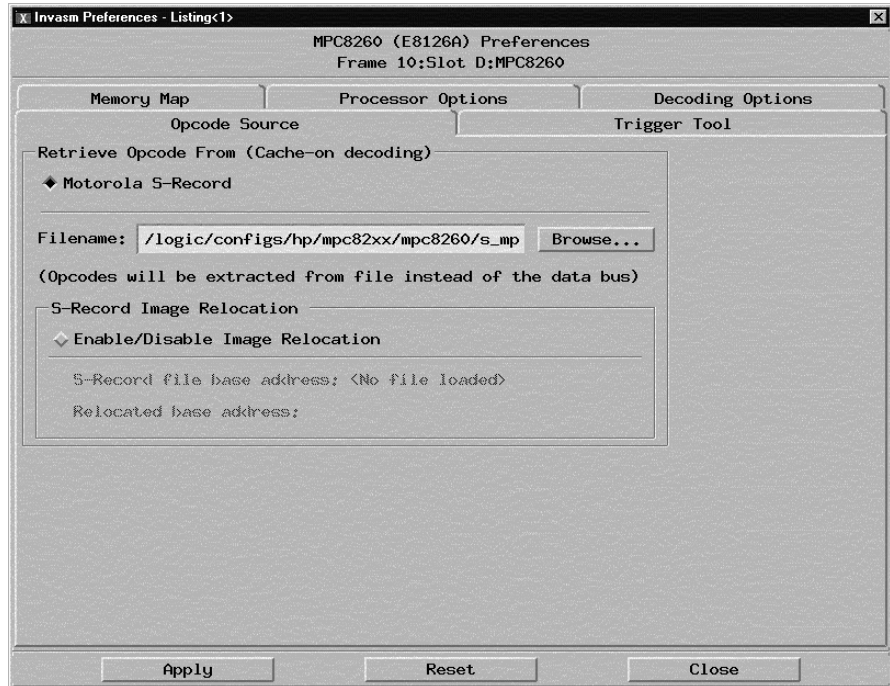 Invasm Preferences - Listing<1>
MPC8260 (E8126A) Preferences
Frame 10:Slot D:MPC8260
Memory Map
Processor Options
Decoding Options
Opcode Source
Trigger Tool
Retrieve Opcode From (Cache-on decoding)
Motorola S-Record
Filename: /logic/configs/hp/mpc82xx/mpc8260/s_mp Browse...
(Opcodes will be extracted from file instead of the data bus)
S-Record Image Relocation
Enable/Disable Image Relocation
S-Record file base address: <No file loaded>
Relocated base address:
Apply
Reset
Close